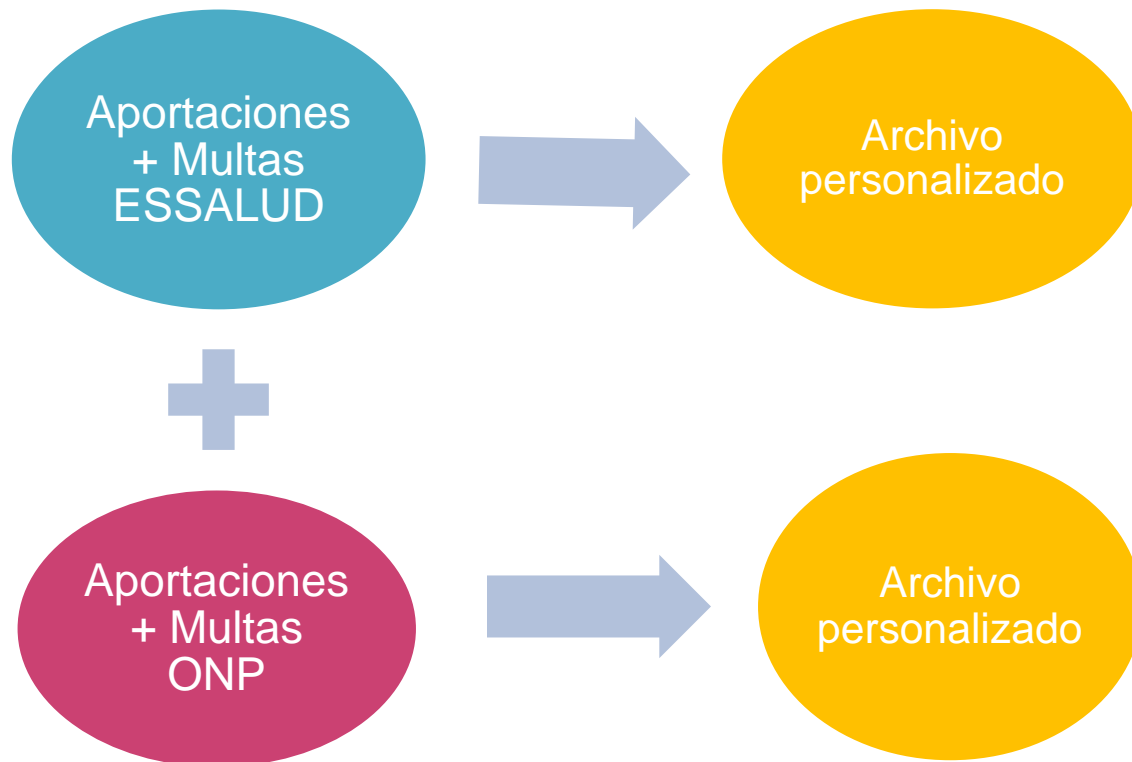 Aportaciones
+ Multas
ESSALUD
Archivo
personalizado
Aportaciones
+ Multas
ONP
Archivo
personalizado